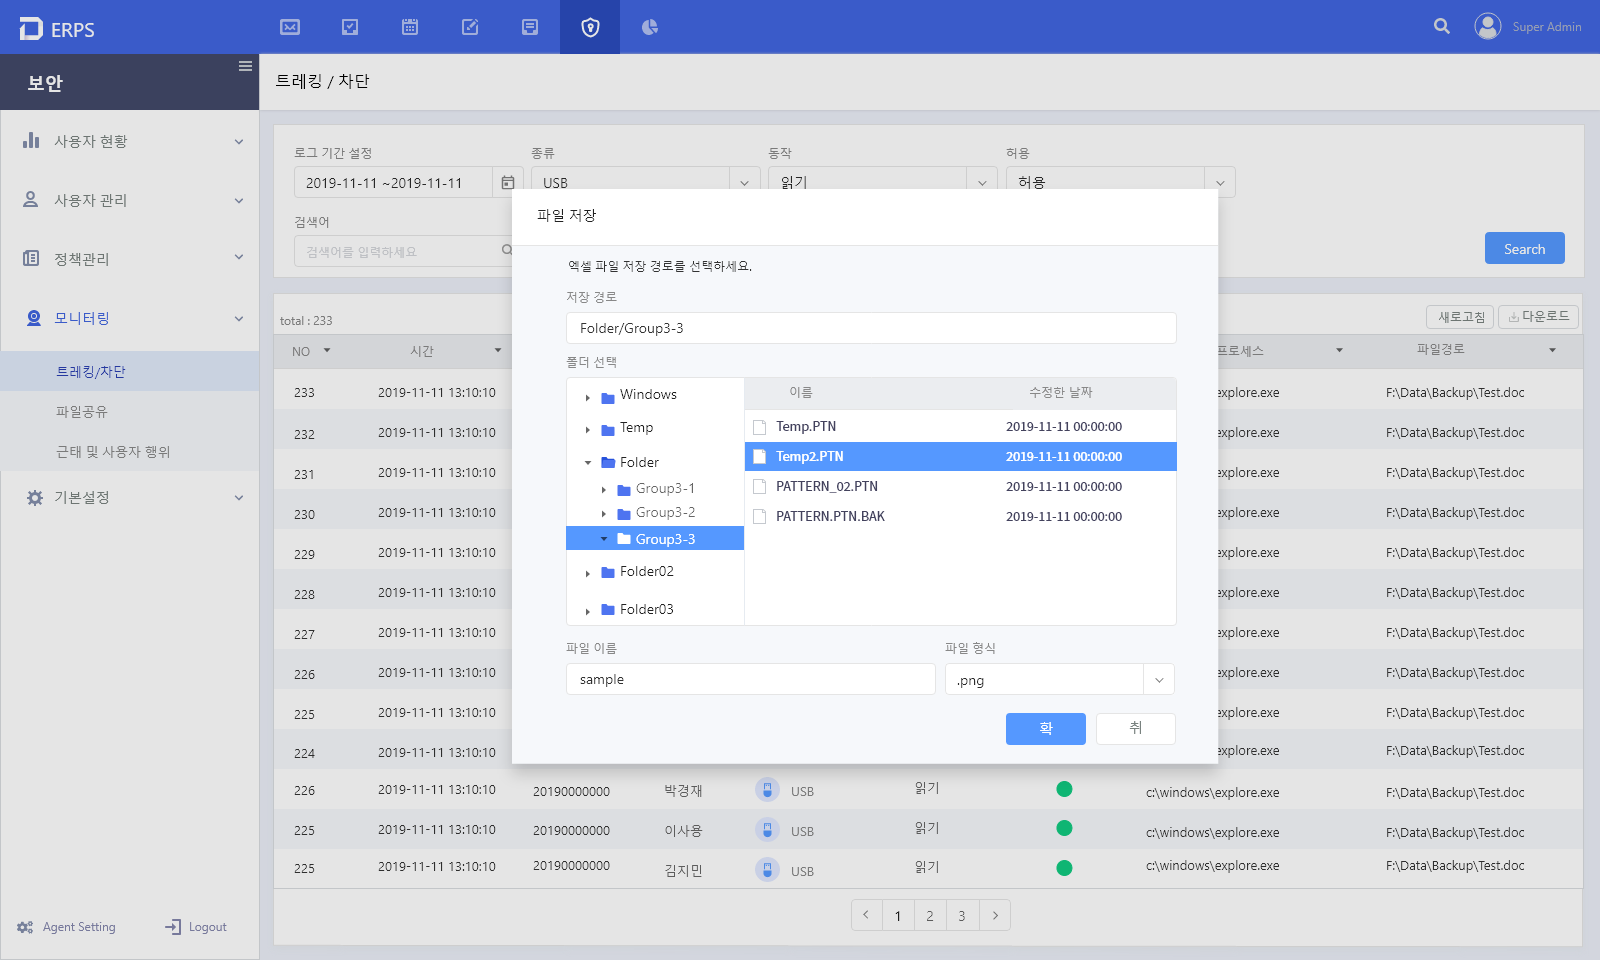 ERPS
Super Admin
보안
트레킹 / 차단
사용자 현황
사용자 관리
정책관리
모니터링
트레킹/차단
파일공유
근태 및 사용자 행위
기본설정
Agent Setting
Logout
로그 기간 설정
종류
동작
허용
2019-11-11 ~2019-11-11
USB
읽기
허용
검색어
검색어를 입력하세요
Search
total : 233
새로고침
다운로드
NO
시간
프로세스
파일경로
233
2019-11-11 13:10:10
explore.exe
F:\Data\Backup\Test.doc
232
2019-11-11 13:10:10
explore.exe
F:\Data\Backup\Test.doc
231
2019-11-11 13:10:10
explore.exe
F:\Data\Backup\Test.doc
230
2019-11-11 13:10:10
explore.exe
F:\Data\Backup\Test.doc
229
2019-11-11 13:10:10
explore.exe
F:\Data\Backup\Test.doc
228
2019-11-11 13:10:10
explore.exe
F:\Data\Backup\Test.doc
227
2019-11-11 13:10:10
explore.exe
F:\Data\Backup\Test.doc
226
2019-11-11 13:10:10
explore.exe
F:\Data\Backup\Test.doc
225
2019-11-11 13:10:10
explore.exe
F:\Data\Backup\Test.doc
224
2019-11-11 13:10:10
explore.exe
F:\Data\Backup\Test.doc
226
2019-11-11 13:10:10
20190000000
박경재
USB
읽기
c:\windows\explore.exe
F:\Data\Backup\Test.doc
225
2019-11-11 13:10:10
20190000000
이사용
USB
읽기
c:\windows\explore.exe
F:\Data\Backup\Test.doc
225
2019-11-11 13:10:10
20190000000
김지민
USB
읽기
c:\windows\explore.exe
F:\Data\Backup\Test.doc
1
2
3
파일 저장
엑셀 파일 저장 경로를 선택하세요.
저장 경로
Folder/Group3-3
폴더 선택
Windows
Temp
Folder
Group3-1
Group3-2
Group3-3
Folder02
Folder03
이름
수정한 날짜
Temp.PTN
2019-11-11 00:00:00
Temp2.PTN
2019-11-11 00:00:00
PATTERN_02.PTN
2019-11-11 00:00:00
PATTERN.PTN.BAK
2019-11-11 00:00:00
파일 이름
파일 형식
sample
.png
확
취